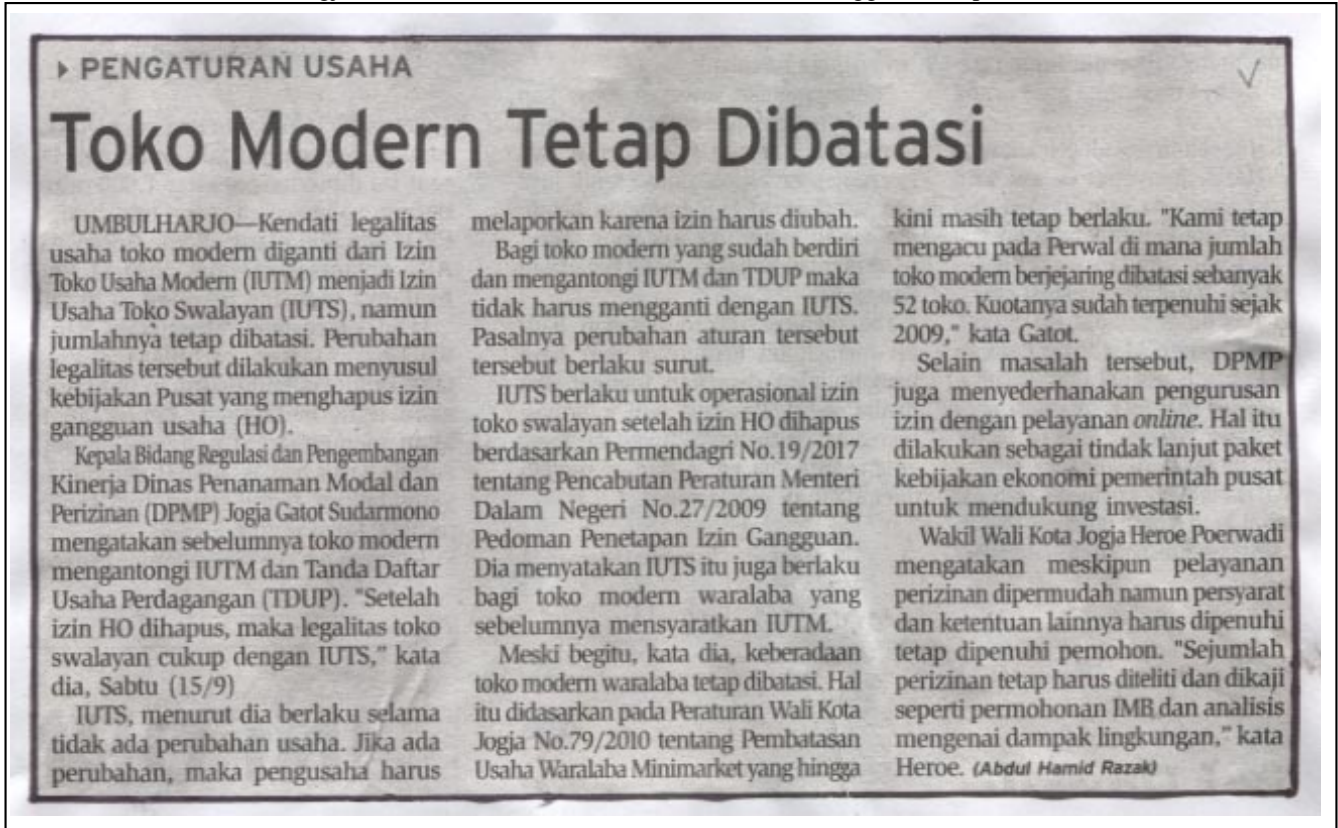 PENGATURAN USAHA
Toko Modern Tetap Dibatasi
UMBULHARJO—Kendati legalitas
usaha toko modern diganti dari Izin
Toko Usaha Modern (IUTM) menjadi Izin
Usaha Toko Swalayan (IUTS), namun
jumlahnya tetap dibatasi. Perubahan
legalitas tersebut dilakukan menyusul
kebijakan Pusat yang menghapus izin
gangguan usaha (HO).
Kepala Bidang Regulasi dan Pengembangan
Kinerja Dinas Penanaman Modal dan
Perizinan (DPMP) Jogja Gatot Sudarmono
mengatakan sebelumnya toko modern
mengantongi IUTM dan Tanda Daftar
Usaha Perdagangan (TDUP). "Setelah
izin HO dihapus, maka legalitas toko
swalayan cukup dengan IUTS," kata
dia, Sabtu (15/9)
IUTS, menurut dia berlaku selama
tidak ada perubahan usaha. Jika ada
perubahan, maka pengusaha harus
melaporkan karena izin harus diubah.
Bagi toko modern yang sudah berdiri
dan mengantongi IUTM dan TDUP maka
tidak harus mengganti dengan IUTS.
Pasalnya perubahan aturan tersebut
tersebut berlaku surut.
IUTS berlaku untuk operasional izin
toko swalayan setelah izin HO dihapus
berdasarkan Permendagri No.19/2017
tentang Pencabutan Peraturan Menteri
Dalam Negeri No.27/2009 tentang
Pedoman Penetapan Izin Gangguan.
Dia menyatakan IUTS itu juga berlaku
bagi toko modern waralaba yang
sebelumnya mensyaratkan IUTM.
Meski begitu, kata dia, keberadaan
toko modern waralaba tetap dibatasi. Hal
itu didasarkan pada Peraturan Wali Kota
Jogja No.79/2010 tentang Pembatasan
Usaha Waralaba Minimarket yang hingga
kini masih tetap berlaku. "Kami tetap
mengacu pada Perwal di mana jumlah
toko modern berjejaring dibatasi sebanyak
52 toko. Kuotanya sudah terpenuhi sejak
2009," kata Gatot.
Selain masalah tersebut, DPMP
juga menyederhanakan pengurusan
izin dengan pelayanan online. Hal itu
dilakukan sebagai tindak lanjut paket
kebijakan ekonomi pemerintah pusat
untuk mendukung investasi.
Wakil Wali Kota Jogja Heroe Poerwadi
mengatakan meskipun pelayanan
perizinan dipermudah namun persyarat
dan ketentuan lainnya harus dipenuhi
tetap dipenuhi pemohon. "Sejumlah
perizinan tetap harus diteliti dan dikaji
seperti permohonan IMB dan analisis
mengenai dampak lingkungan," kata
Heroe. (Abdul Hamid Razak)